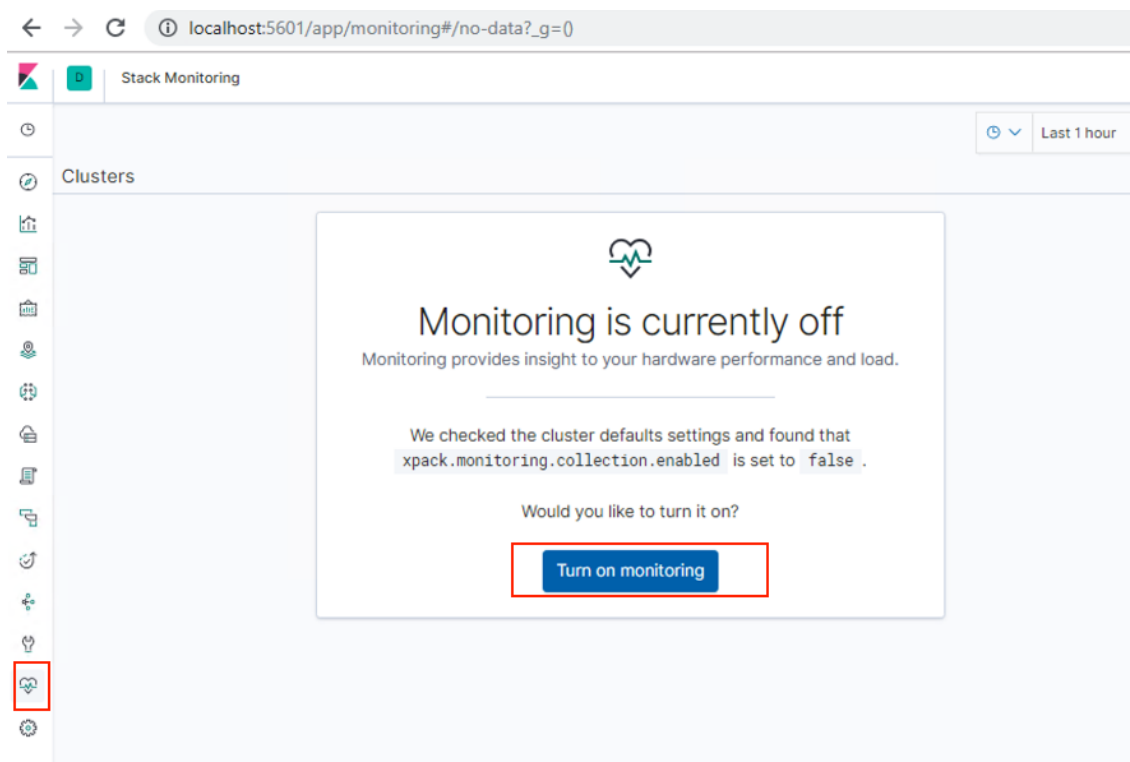 localhost:5601/app/monitoring#/no-data?_g=()
D Stack Monitoring
Last 1 hour
Clusters
Monitoring is currently off
Monitoring provides insight to your hardware performance and load.
We checked the cluster defaults settings and found that
xpack.monitoring.collection.enabled is set to false .
Would you like to turn it on?
Turn on monitoring